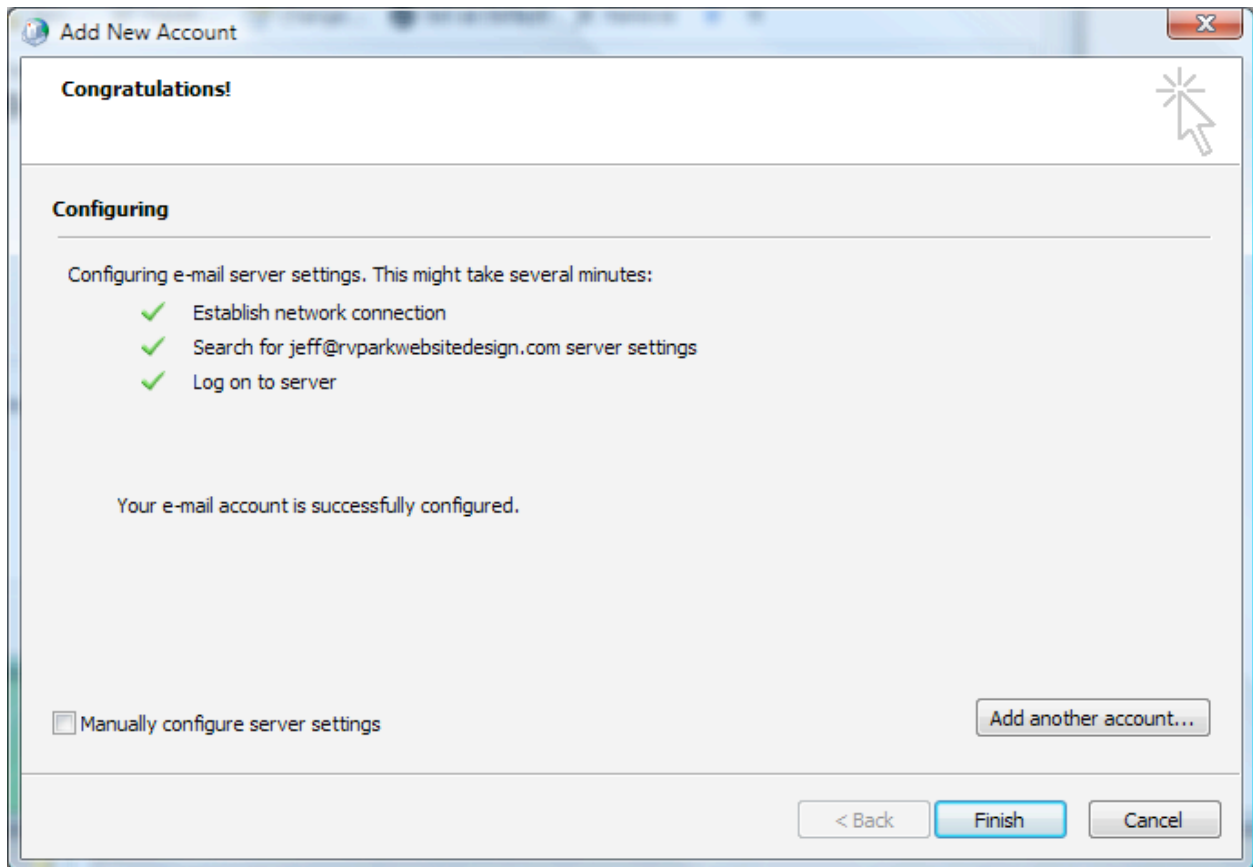 Add New Account
Congratulations!
Configuring
Configuring e-mail server settings. This might take several minutes:
Establish network connection
Search for jeff@rvparkwebsitedesign.com server settings
Log on to server
Your e-mail account is successfully configured.
Manually configure server settings
Add another account...
< Back
Finish
Cancel